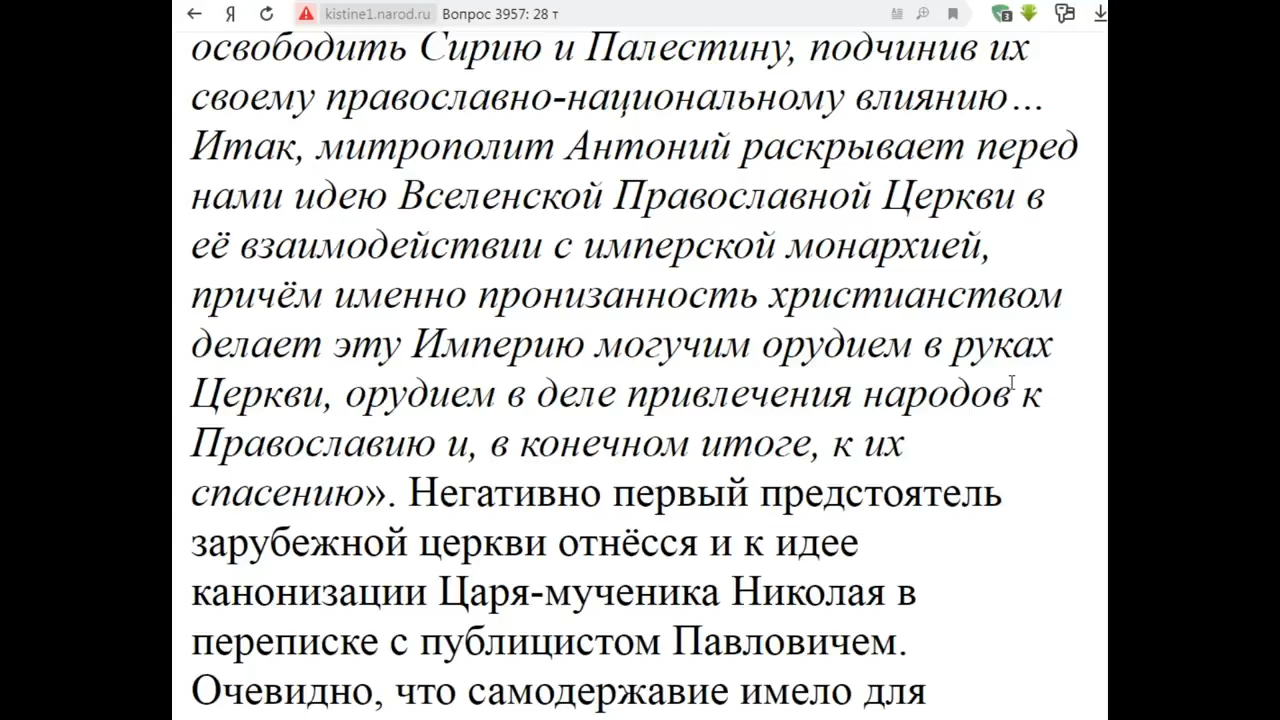 Я kistine1.narod.ru Вопрос 3957: 28 т 3
освободить Сирию и Палестину, подчинив их
своему православно-национальному влиянию…
Итак, митрополит Антоний раскрывает перед
нами идею Вселенской Православной Церкви в
её взаимодействии с имперской монархией,
причём именно пронизанность христианством
делает эту Империю могучим орудием в руках
Церкви, орудием в деле привлечения народов к
Православию и, в конечном итоге, к их
спасению». Негативно первый предстоятель
зарубежной церкви отнёсся и к идее
канонизации Царя-мученика Николая в
переписке с публицистом Павловичем.
Очевидно, что самодержавие имело для